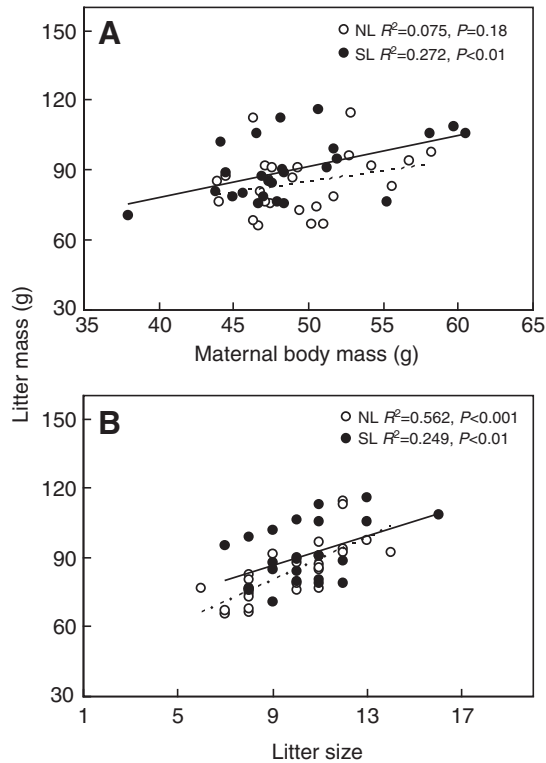 A
NL R²=0.075, P=0.18
SL R²=0.272, P<0.01
150
120
90
60
30
35 40 45 50 55 60 65
Maternal body mass (g)
Litter mass (g)
B
NL R²=0.562, P<0.001
SL R²=0.249, P<0.01
150
120
90
60
30
1 5 9 13 17
Litter size